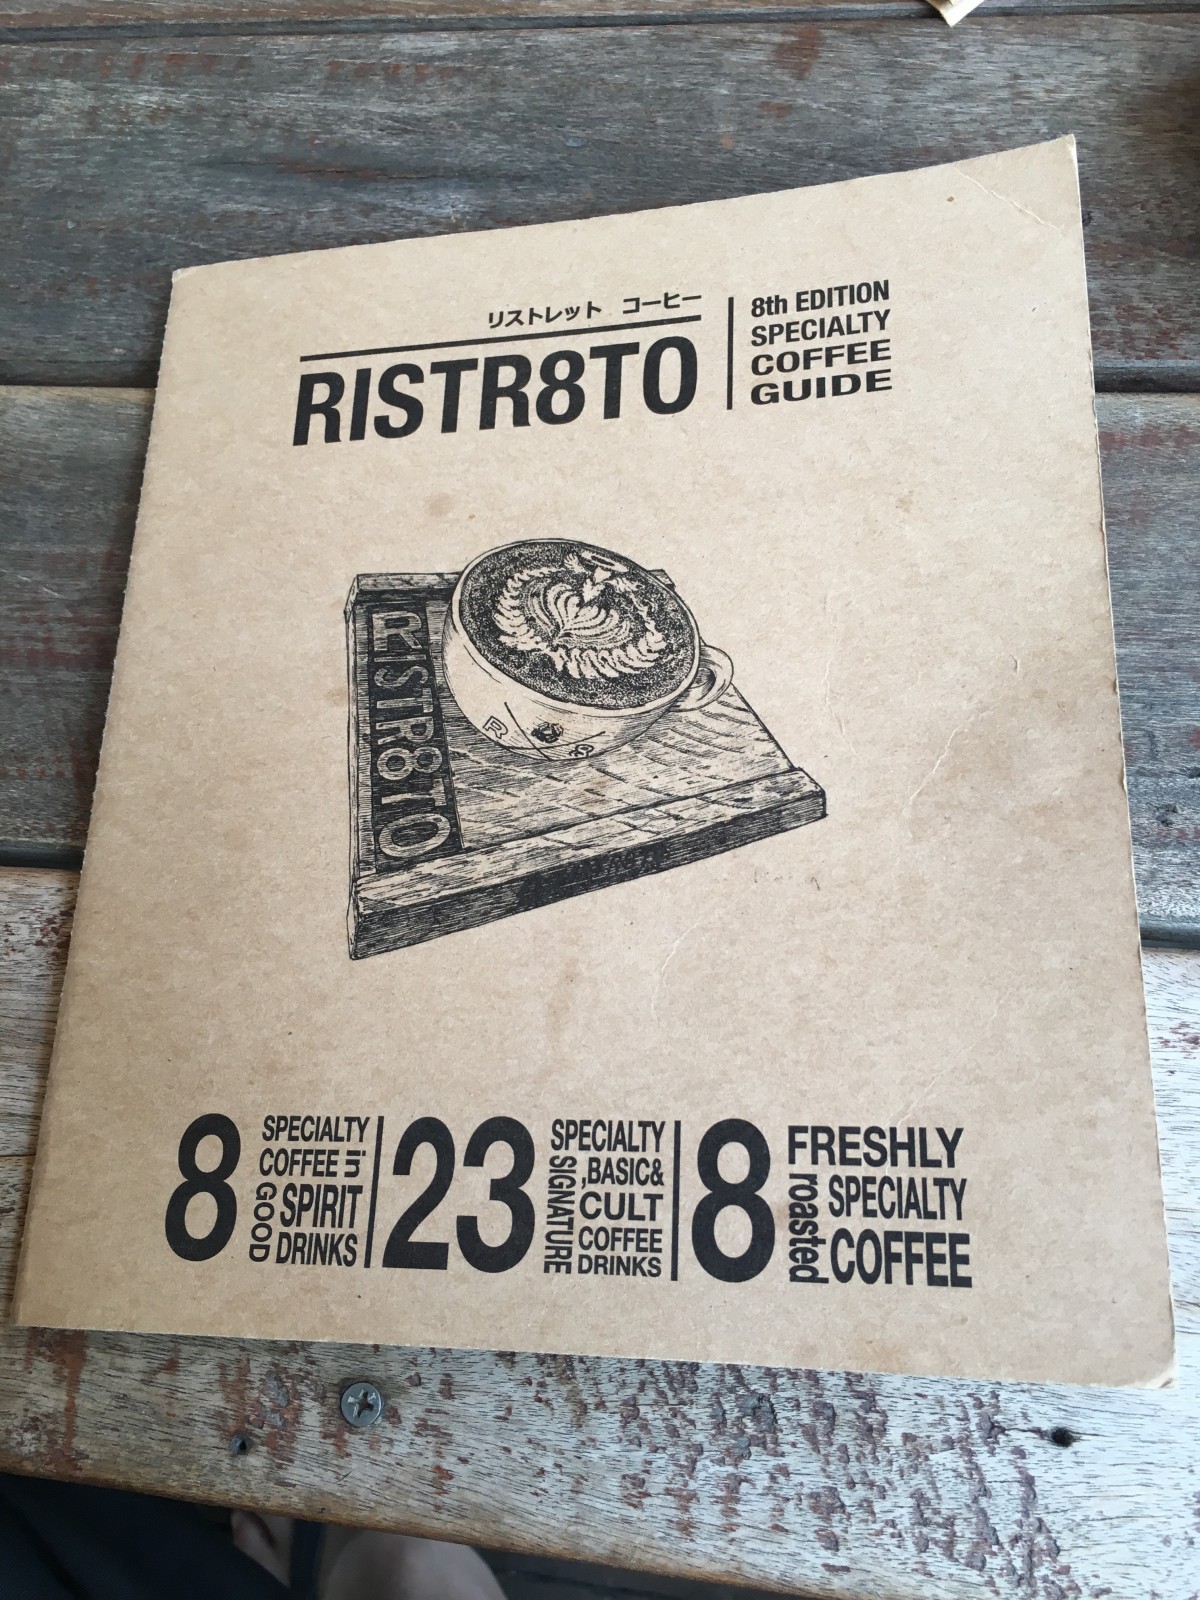 リストレット コーヒー
RISTR8TO
8th EDITION
SPECIALTY
COFFEE
GUIDE
RISTR8TO
R
8
8
SPECIALTY
COFFEE in
GOOD
SPIRIT
DRINKS
23
SPECIALTY
SIGNATURE
,BASIC&
CULT
COFFEE
DRINKS
8
FRESHLY
roasted
SPECIALTY
COFFEE